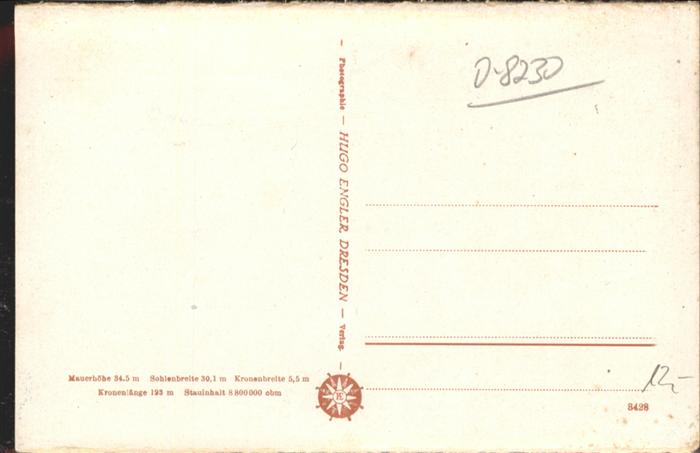 D-8230
Photographie — HUGO ENGLER DRESDEN — Verlag.
Mauerhöhe 34,5 m Sohlenbreite 30,1 m Kronenbreite 5,5 m
Kronenlänge 193 m Stauinhalt 8 800 000 cbm
12,-
3428